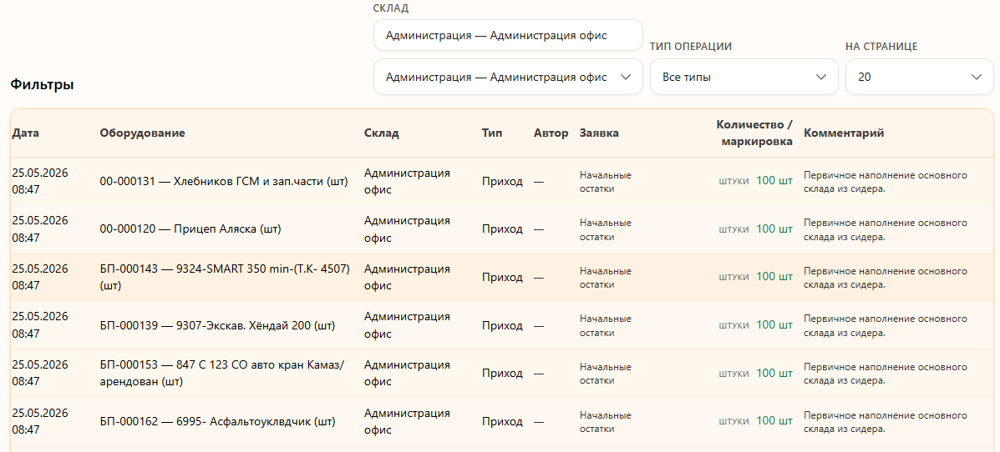 СКЛАД
Администрация — Администрация офис
ТИП ОПЕРАЦИИ
НА СТРАНИЦЕ
Фильтры
Администрация — Администрация офис
Все типы
20
Дата
Оборудование
Склад
Тип
Автор
Заявка
Количество /
маркировка
Комментарий
25.05.2026
08:47
00-000131 — Хлебников ГСМ и зап.части (шт)
Администрация
офис
Приход
—
Начальные
остатки
штуки 100 шт
Первичное наполнение основного
склада из сидера.
25.05.2026
08:47
00-000120 — Прицеп Аляска (шт)
Администрация
офис
Приход
—
Начальные
остатки
штуки 100 шт
Первичное наполнение основного
склада из сидера.
25.05.2026
08:47
БП-000143 — 9324-SMART 350 min-(Т.К- 4507)
(шт)
Администрация
офис
Приход
—
Начальные
остатки
штуки 100 шт
Первичное наполнение основного
склада из сидера.
25.05.2026
08:47
БП-000139 — 9307-Экскав. Хёндай 200 (шт)
Администрация
офис
Приход
—
Начальные
остатки
штуки 100 шт
Первичное наполнение основного
склада из сидера.
25.05.2026
08:47
БП-000153 — 847 С 123 СО авто кран Камаз/
арендован (шт)
Администрация
офис
Приход
—
Начальные
остатки
штуки 100 шт
Первичное наполнение основного
склада из сидера.
25.05.2026
08:47
БП-000162 — 6995- Асфальтоуклвдчик (шт)
Администрация
офис
Приход
—
Начальные
остатки
штуки 100 шт
Первичное наполнение основного
склада из сидера.